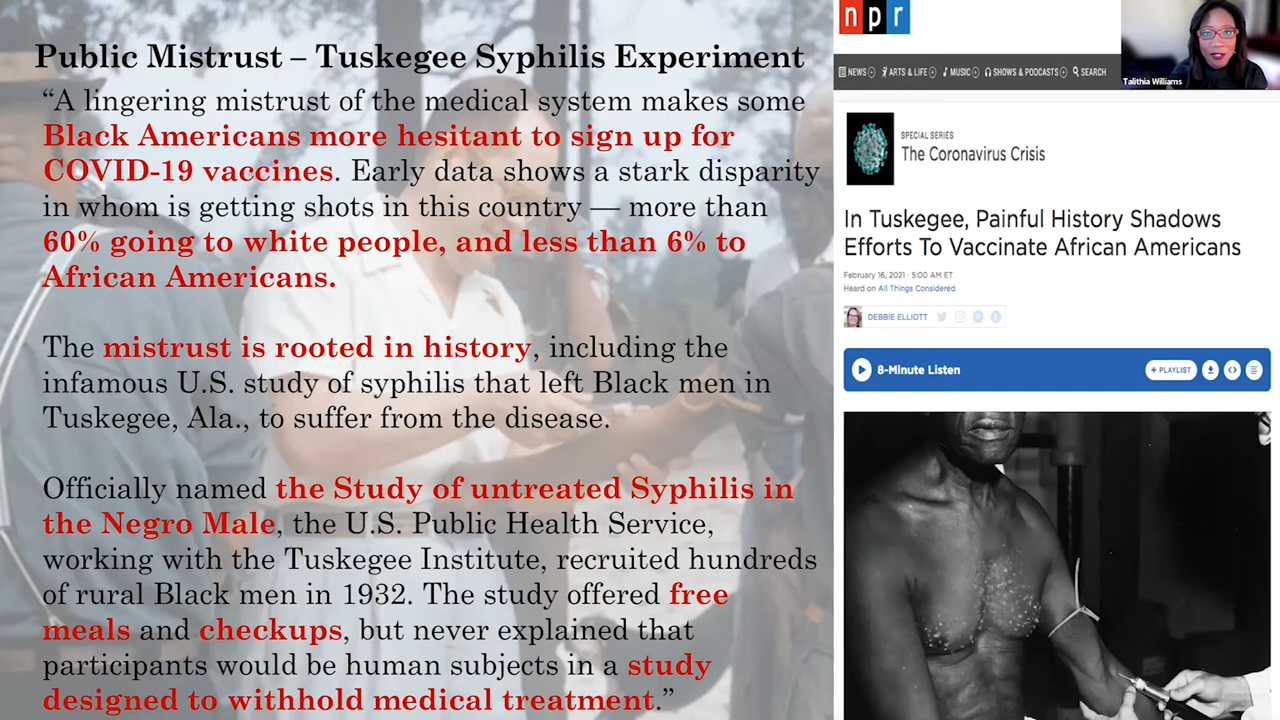 Public Mistrust – Tuskegee Syphilis Experiment
“A lingering mistrust of the medical system makes some
Black Americans more hesitant to sign up for
COVID-19 vaccines. Early data shows a stark disparity
in whom is getting shots in this country — more than
60% going to white people, and less than 6% to
African Americans.
The mistrust is rooted in history, including the
infamous U.S. study of syphilis that left Black men in
Tuskegee, Ala., to suffer from the disease.
Officially named the Study of untreated Syphilis in
the Negro Male, the U.S. Public Health Service,
working with the Tuskegee Institute, recruited hundreds
of rural Black men in 1932. The study offered free
meals and checkups, but never explained that
participants would be human subjects in a study
designed to withhold medical treatment.”
npr
Talithia Williams
NEWS ARTS & LIFE MUSIC SHOWS & PODCASTS SEARCH
SPECIAL SERIES
The Coronavirus Crisis
In Tuskegee, Painful History Shadows
Efforts To Vaccinate African Americans
February 16, 2021 · 5:00 AM ET
Heard on All Things Considered
DEBBIE ELLIOTT
8-Minute Listen
+ PLAYLIST